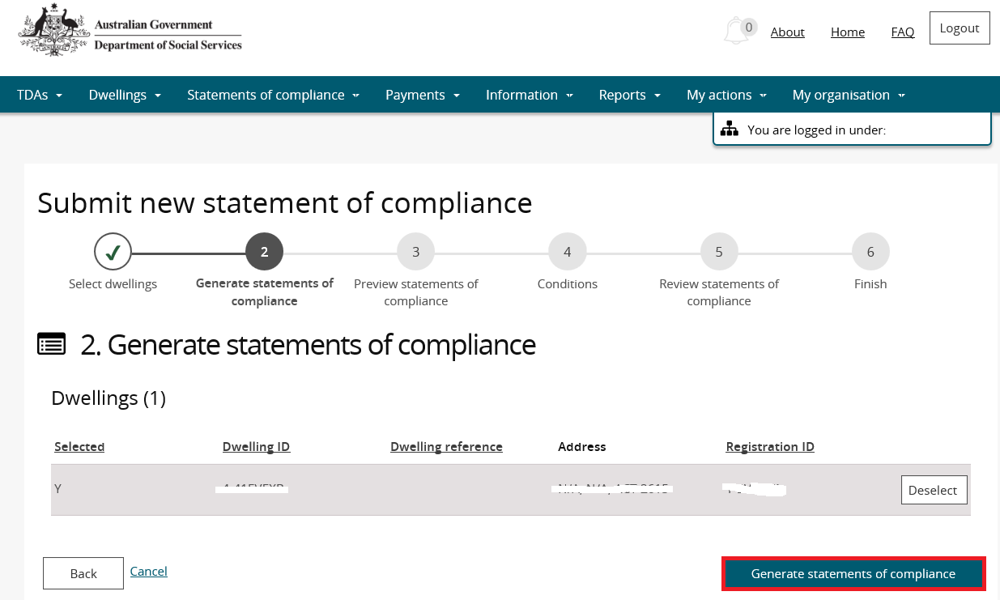 Australian Government
Department of Social Services
0
About
Home
FAQ
Logout
TDAs
Dwellings
Statements of compliance
Payments
Information
Reports
My actions
My organisation
You are logged in under:
Submit new statement of compliance
2
3
4
5
6
Select dwellings
Generate statements of
compliance
Preview statements of
compliance
Conditions
Review statements of
compliance
Finish
2. Generate statements of compliance
Dwellings (1)
Selected
Dwelling ID
Dwelling reference
Address
Registration ID
Y
Deselect
Back
Cancel
Generate statements of compliance